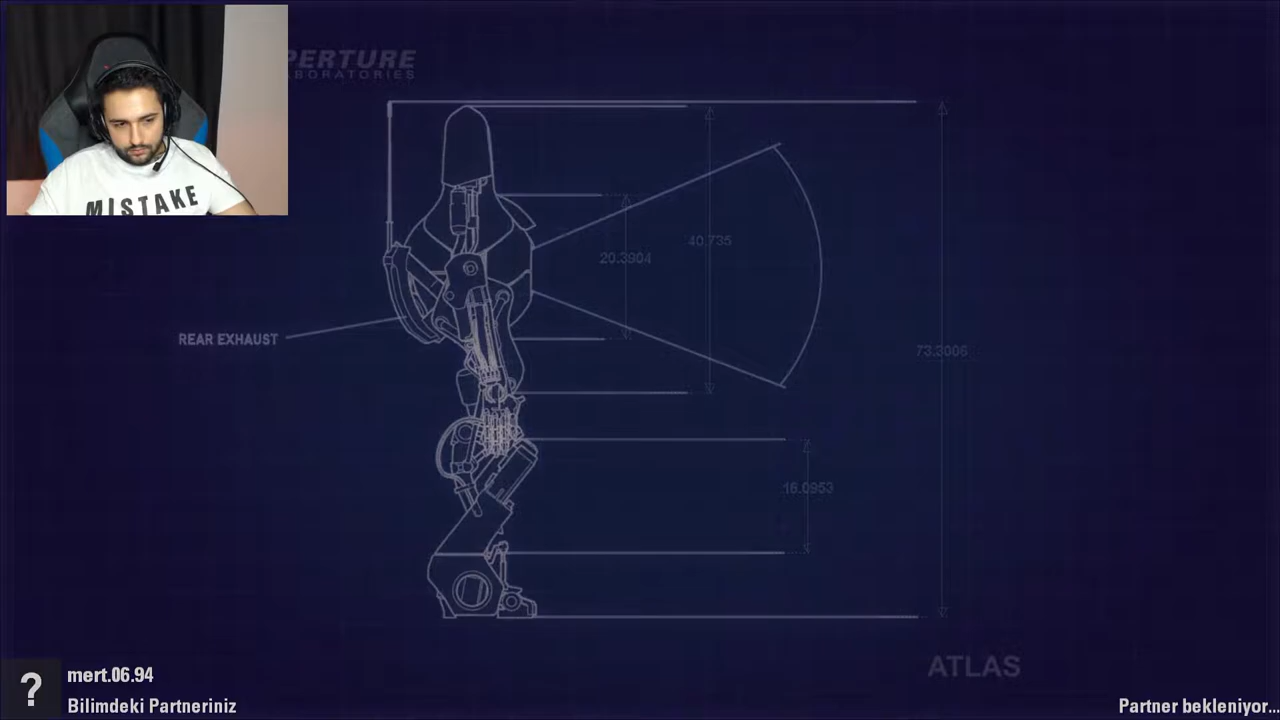 PERTURE
LABORATORIES
MISTAKE
20.3904
40.735
REAR EXHAUST
73.3006
16.0953
ATLAS
?
mert.06.94
Bilimdeki Partneriniz
Partner bekleniyor...